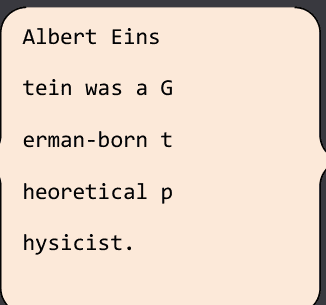 Albert Eins
tein was a G
erman-born t
heoretical p
hysicist.